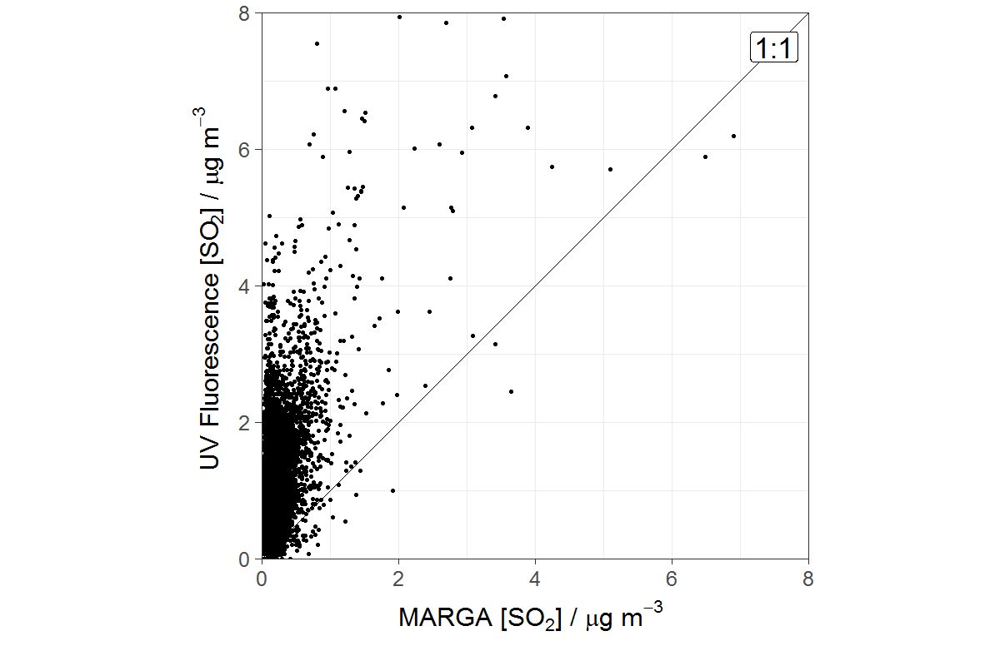 8
1:1
6
4
2
0
UV Fluorescence [SO₂] / μg m⁻³
0 2 4 6 8
MARGA [SO₂] / μg m⁻³